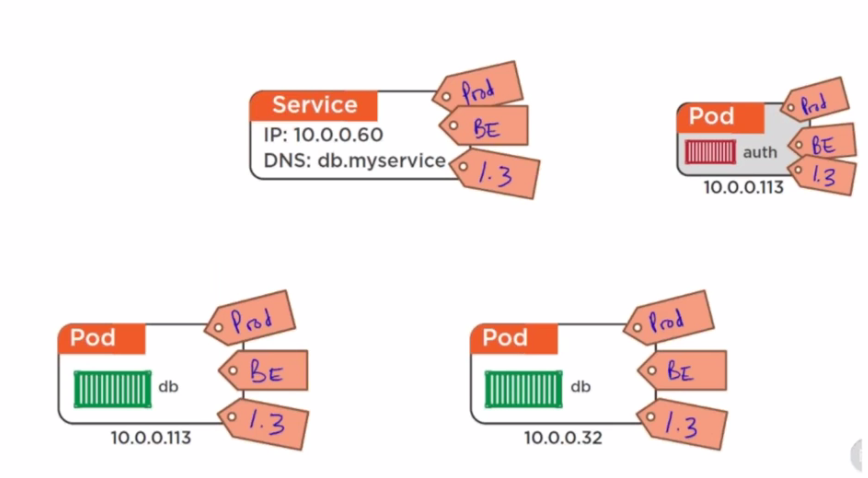 Service
IP: 10.0.0.60
DNS: db.myservice
Prod
BE
1.3
Pod
auth
Prod
BE
1.3
10.0.0.113
Pod
db
Prod
BE
1.3
10.0.0.113
Pod
db
Prod
BE
1.3
10.0.0.32